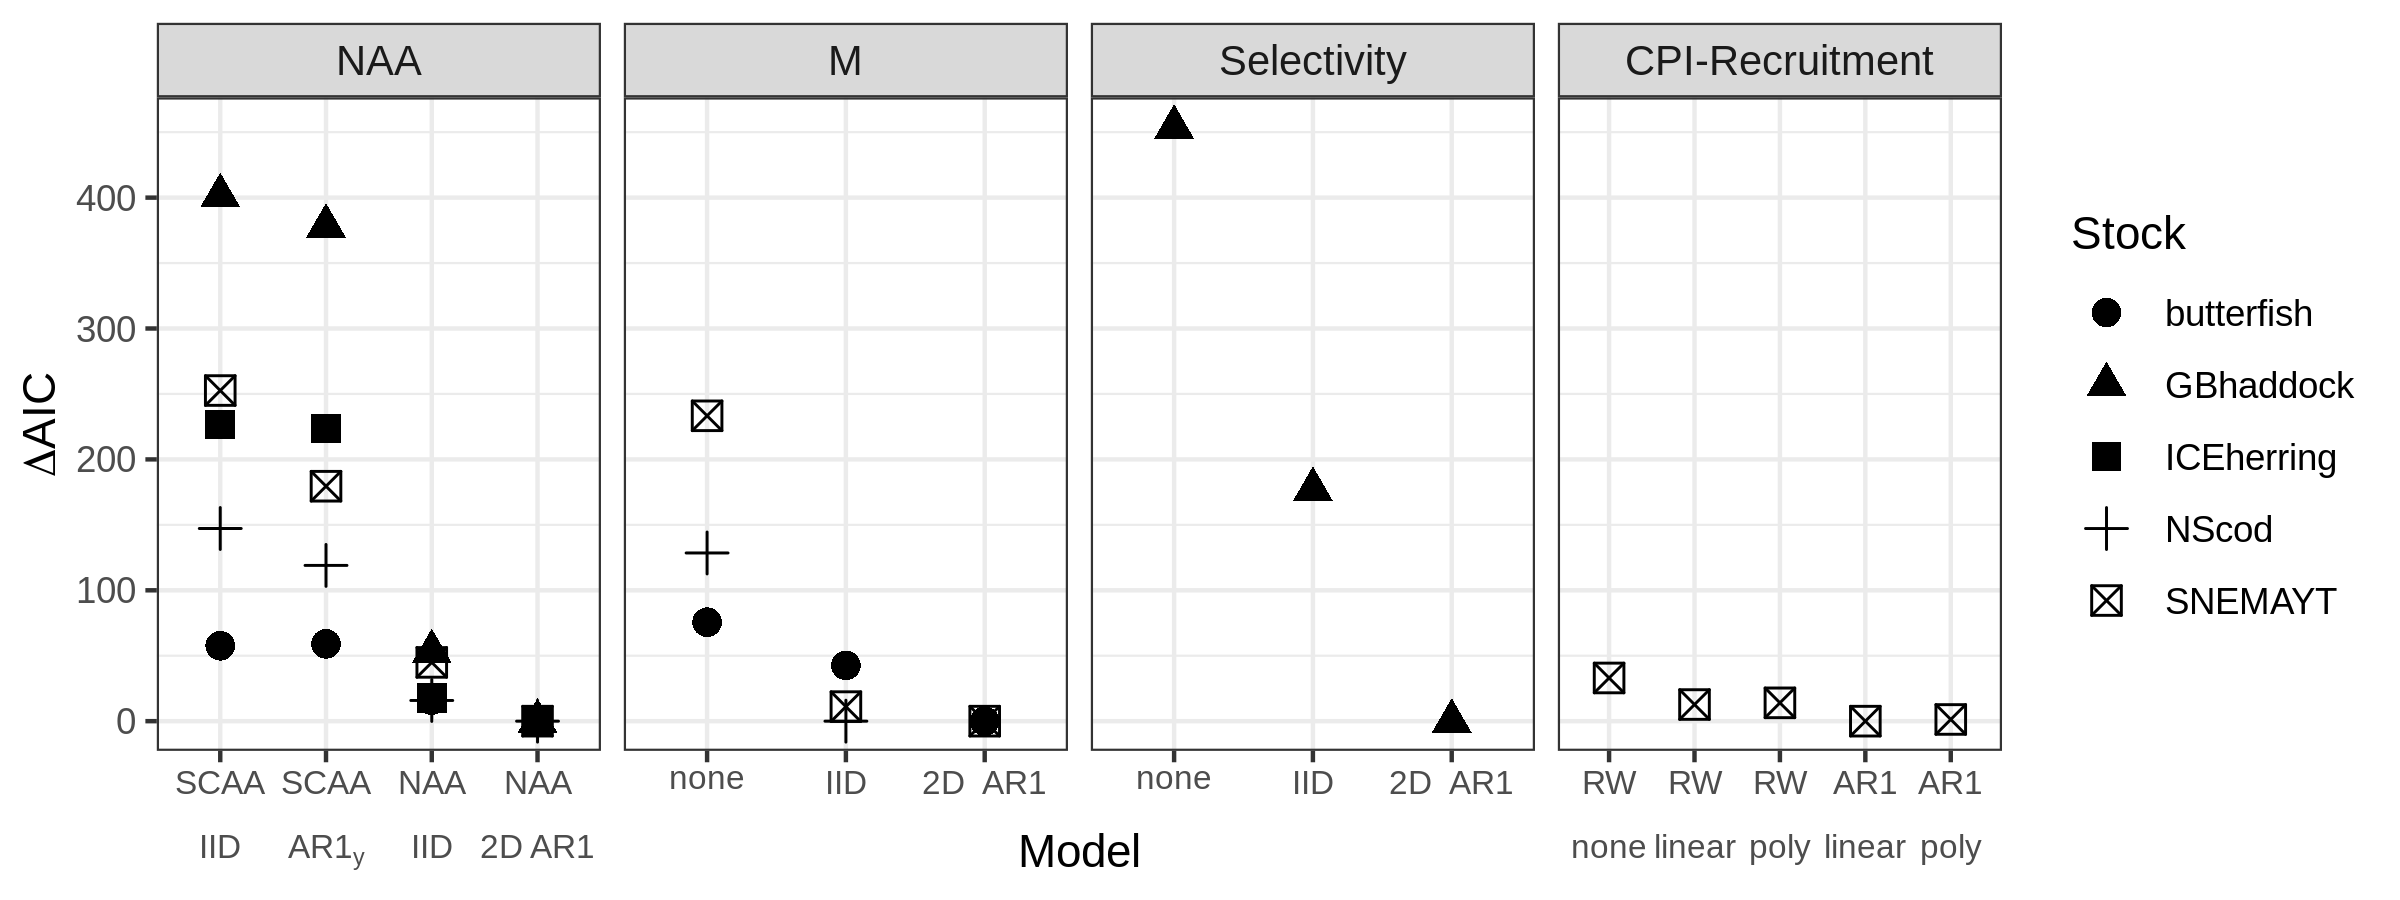 NAA M Selectivity CPI-Recruitment
ΔAIC
400
300
200
100
0
SCAA SCAA NAA NAA none IID 2D AR1 none IID 2D AR1 RW RW RW AR1 AR1
IID AR1y IID 2D AR1 none linear poly linear poly
Model
Stock
butterfish
GBhaddock
ICEherring
NScod
SNEMAYT